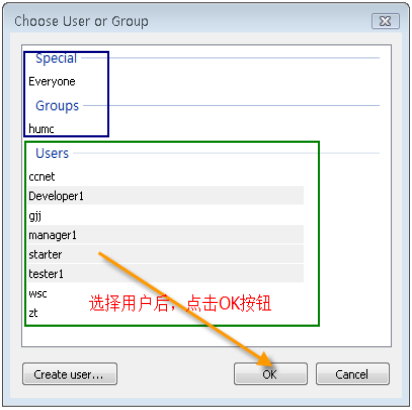 Choose User or Group
Special
Everyone
Groups
humc
Users
ccnet
Developer1
gjj
manager1
starter
tester1
wsc
zt
选择用户后，点击OK按钮
Create user...
OK
Cancel